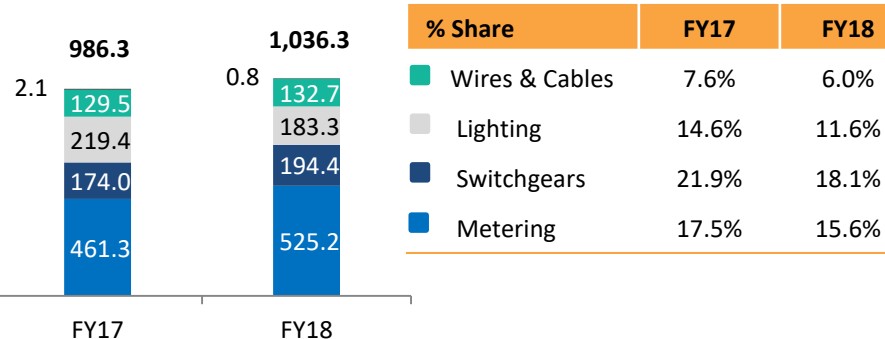 986.3
1,036.3
2.1
0.8
129.5
132.7
219.4
183.3
174.0
194.4
461.3
525.2
FY17
FY18
% Share FY17 FY18
Wires & Cables 7.6% 6.0%
Lighting 14.6% 11.6%
Switchgears 21.9% 18.1%
Metering 17.5% 15.6%